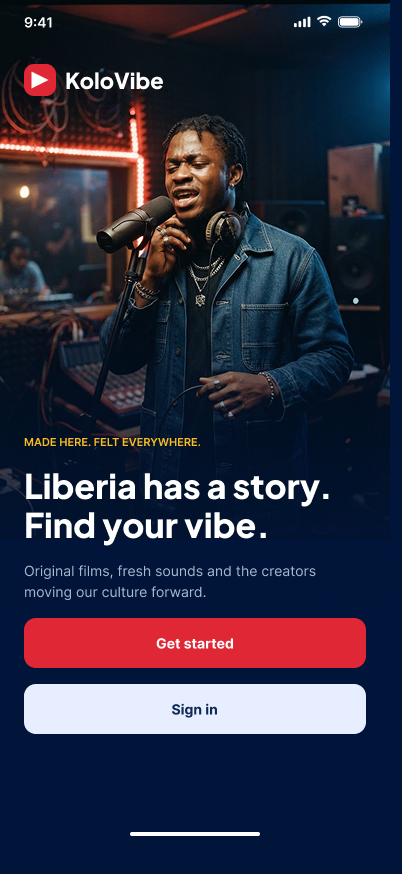 9:41
KoloVibe
MADE HERE. FELT EVERYWHERE.
Liberia has a story.
Find your vibe.
Original films, fresh sounds and the creators
moving our culture forward.
Get started
Sign in